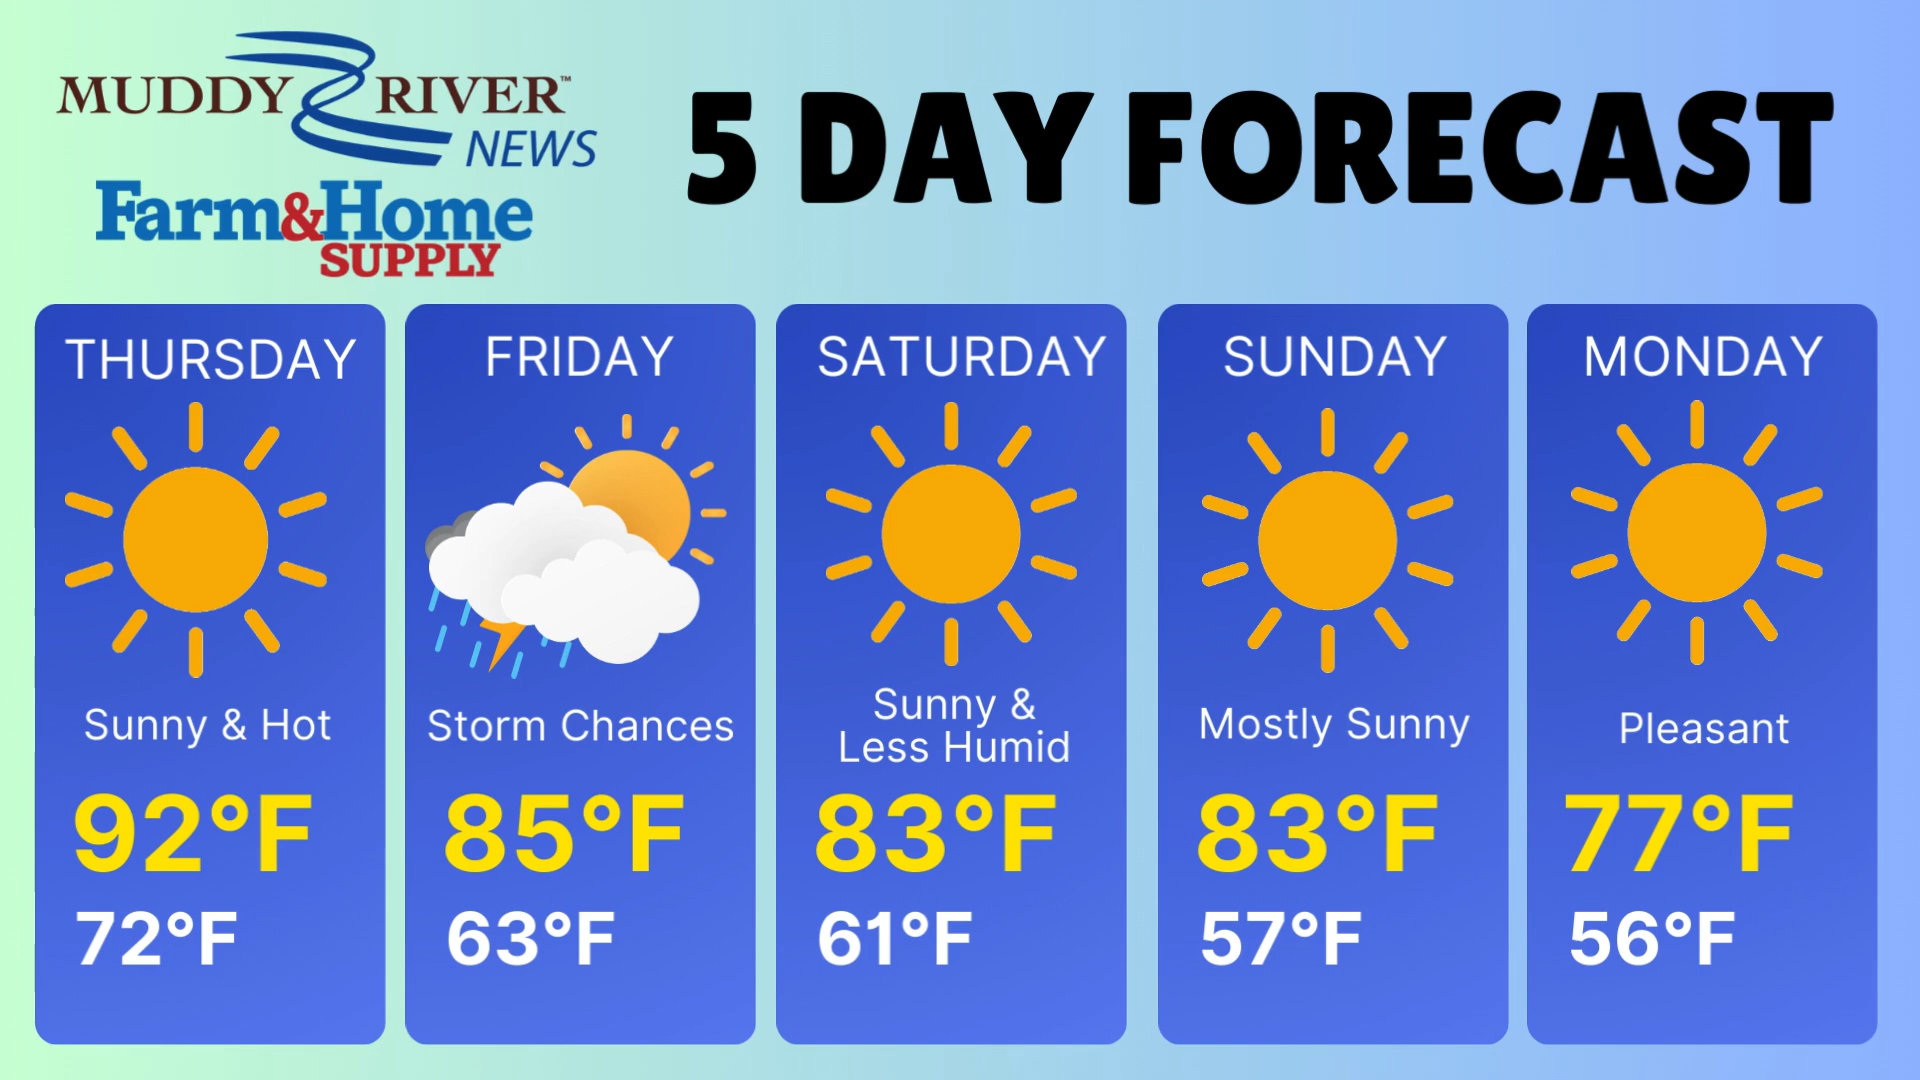 MUDDY RIVER™
NEWS
Farm&Home
SUPPLY
5 DAY FORECAST
THURSDAY
Sunny & Hot
92°F
72°F
FRIDAY
Storm Chances
85°F
63°F
SATURDAY
Sunny &
Less Humid
83°F
61°F
SUNDAY
Mostly Sunny
83°F
57°F
MONDAY
Pleasant
77°F
56°F